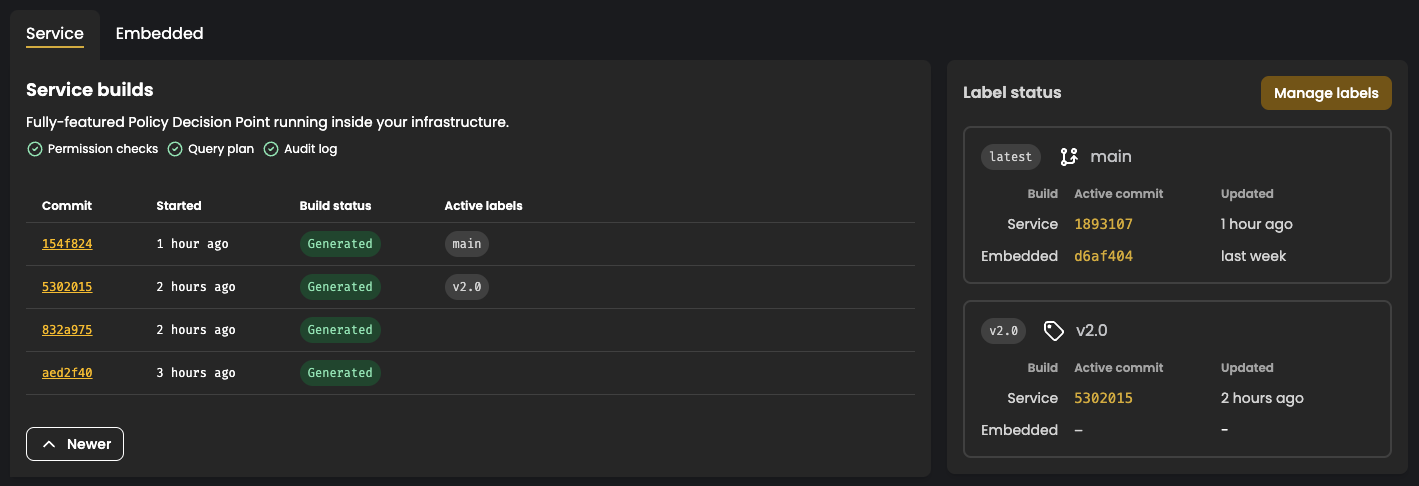 Service Embedded
Service builds
Fully-featured Policy Decision Point running inside your infrastructure.
Permission checks Query plan Audit log
Commit Started Build status Active labels
154f824 1 hour ago Generated main
5302015 2 hours ago Generated v2.0
832a975 2 hours ago Generated
aed2f40 3 hours ago Generated
Newer
Label status Manage labels
latest main
Build Active commit Updated
Service 1893107 1 hour ago
Embedded d6af404 last week
v2.0 v2.0
Build Active commit Updated
Service 5302015 2 hours ago
Embedded – -